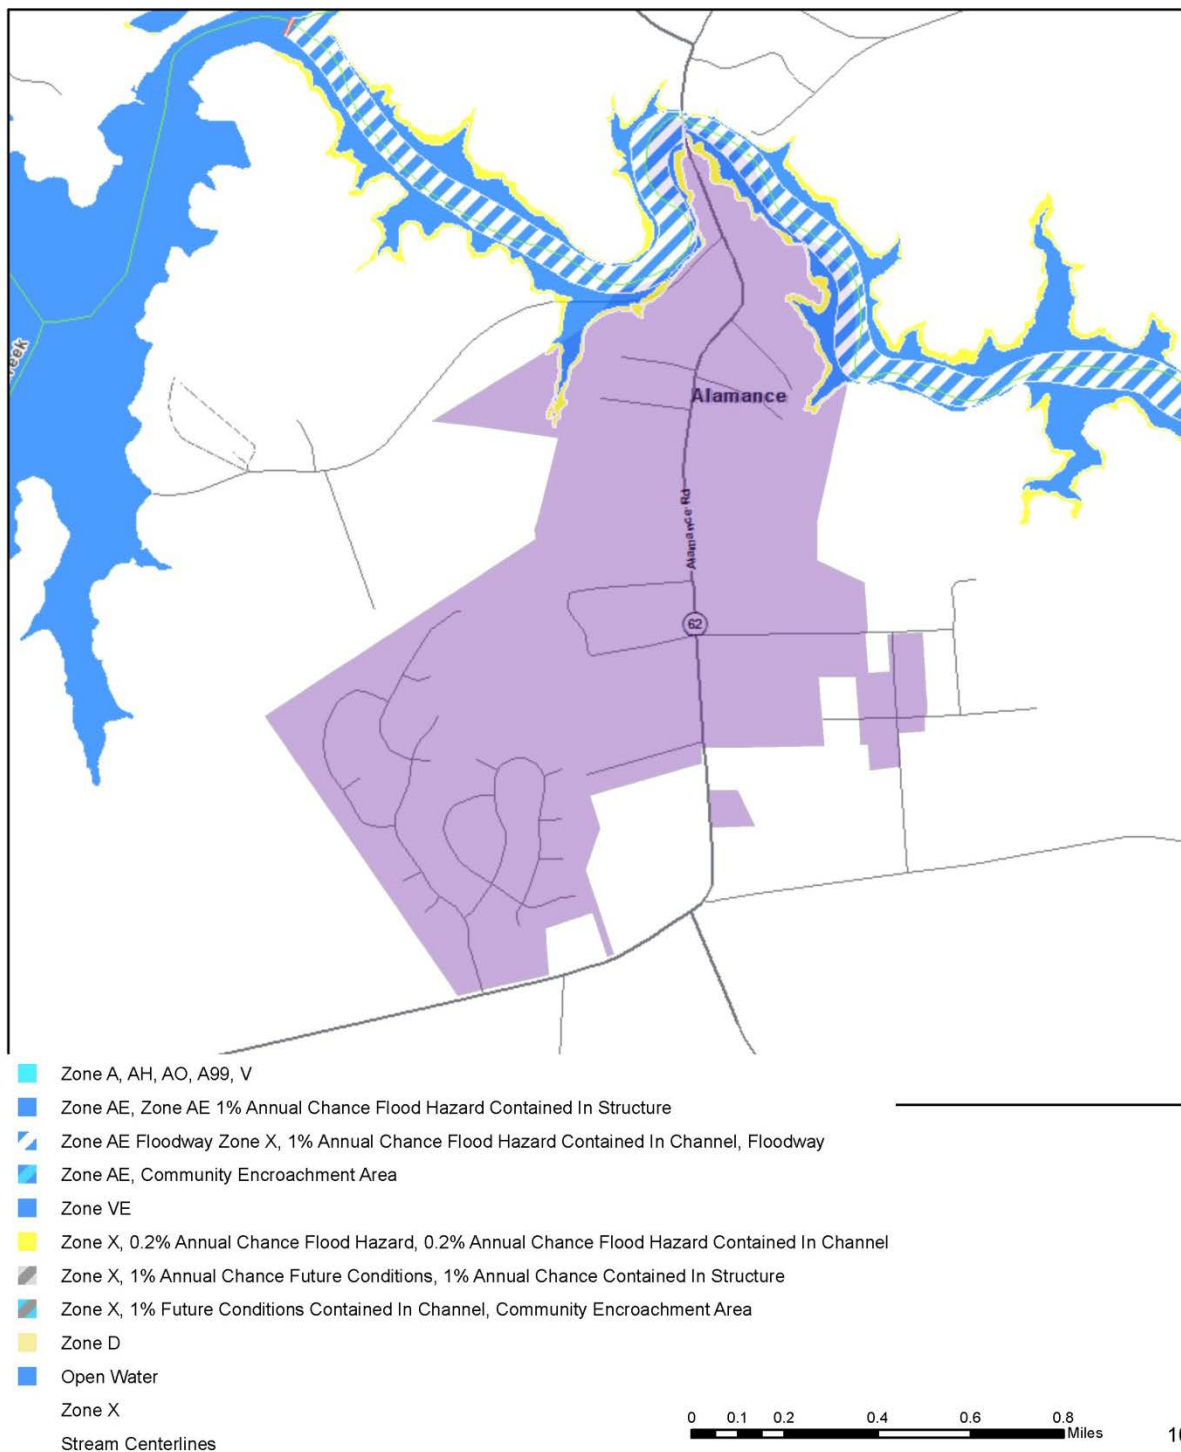 eek
Alamance
Alamance Rd
62
Zone A, AH, AO, A99, V
Zone AE, Zone AE 1% Annual Chance Flood Hazard Contained In Structure
Zone AE Floodway Zone X, 1% Annual Chance Flood Hazard Contained In Channel, Floodway
Zone AE, Community Encroachment Area
Zone VE
Zone X, 0.2% Annual Chance Flood Hazard, 0.2% Annual Chance Flood Hazard Contained In Channel
Zone X, 1% Annual Chance Future Conditions, 1% Annual Chance Contained In Structure
Zone X, 1% Future Conditions Contained In Channel, Community Encroachment Area
Zone D
Open Water
Zone X
Stream Centerlines
0 0.1 0.2 0.4 0.6 0.8
Miles